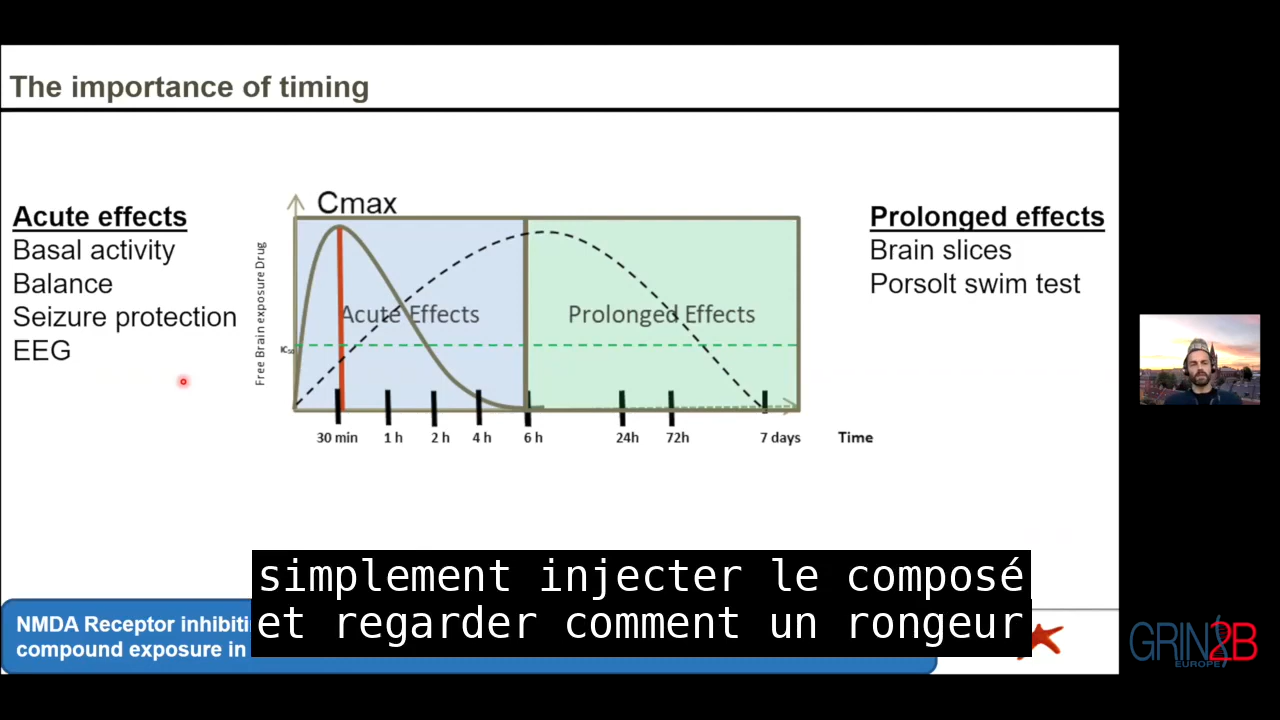 The importance of timing
Acute effects
Basal activity
Balance
Seizure protection
EEG
Cmax
Free Brain exposure Drug
IC50
Acute Effects
Prolonged Effects
30 min
1 h
2 h
4 h
6 h
24h
72h
7 days
Time
Prolonged effects
Brain slices
Porsolt swim test
simplement injecter le composé
et regarder comment un rongeur
NMDA Receptor
compound exposure in
GRIN2B
EUROPE